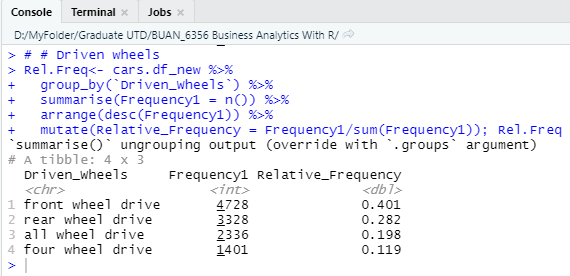 Console Terminal × Jobs ×
D:/MyFolder/Graduate UTD/BUAN_6356 Business Analytics With R/
> # # Driven wheels
> Rel.Freq<- cars.df_new %>%
+   group_by(`Driven_Wheels`) %>%
+   summarise(Frequency1 = n()) %>%
+   arrange(desc(Frequency1)) %>%
+   mutate(Relative_Frequency = Frequency1/sum(Frequency1)); Rel.Freq
`summarise()` ungrouping output (override with `.groups` argument)
# A tibble: 4 x 3
  Driven_Wheels     Frequency1 Relative_Frequency
  <chr>                  <int>              <dbl>
1 front wheel drive       4728              0.401
2 rear wheel drive        3328              0.282
3 all wheel drive         2336              0.198
4 four wheel drive        1401              0.119
>